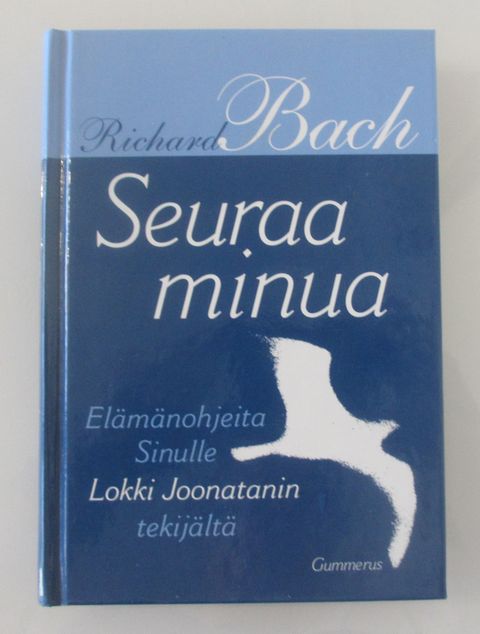 Richard Bach
Seuraa
minua
Elämänohjeita
Sinulle
Lokki Joonatanin
tekijältä
Gummerus